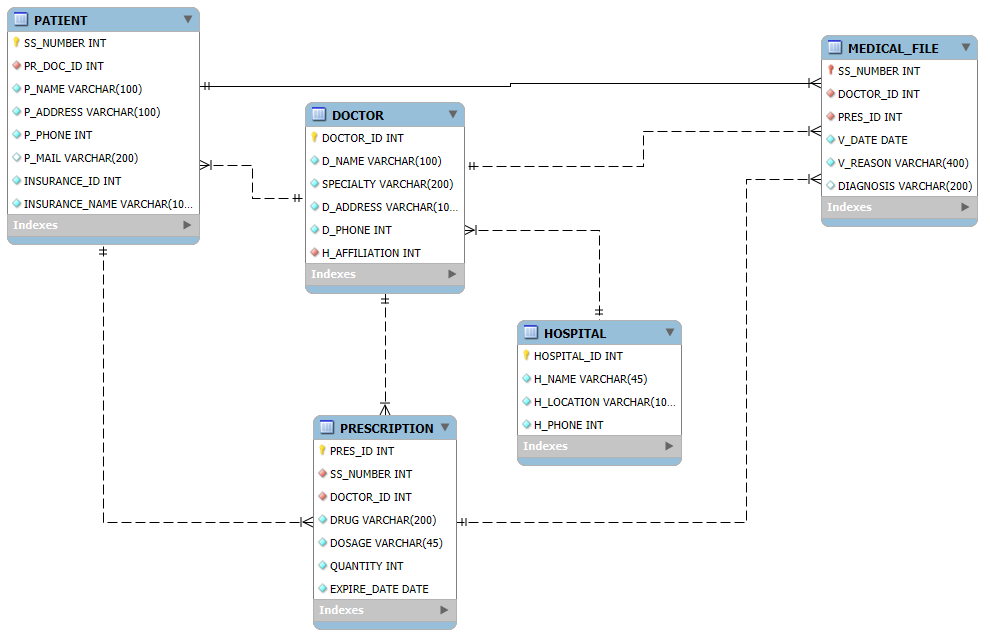 PATIENT
SS_NUMBER INT
PR_DOC_ID INT
P_NAME VARCHAR(100)
P_ADDRESS VARCHAR(100)
P_PHONE INT
P_MAIL VARCHAR(200)
INSURANCE_ID INT
INSURANCE_NAME VARCHAR(10...
Indexes
DOCTOR
DOCTOR_ID INT
D_NAME VARCHAR(100)
SPECIALTY VARCHAR(200)
D_ADDRESS VARCHAR(10...
D_PHONE INT
H_AFFILIATION INT
Indexes
MEDICAL_FILE
SS_NUMBER INT
DOCTOR_ID INT
PRES_ID INT
V_DATE DATE
V_REASON VARCHAR(400)
DIAGNOSIS VARCHAR(200)
Indexes
HOSPITAL
HOSPITAL_ID INT
H_NAME VARCHAR(45)
H_LOCATION VARCHAR(10...
H_PHONE INT
Indexes
PRESCRIPTION
PRES_ID INT
SS_NUMBER INT
DOCTOR_ID INT
DRUG VARCHAR(200)
DOSAGE VARCHAR(45)
QUANTITY INT
EXPIRE_DATE DATE
Indexes